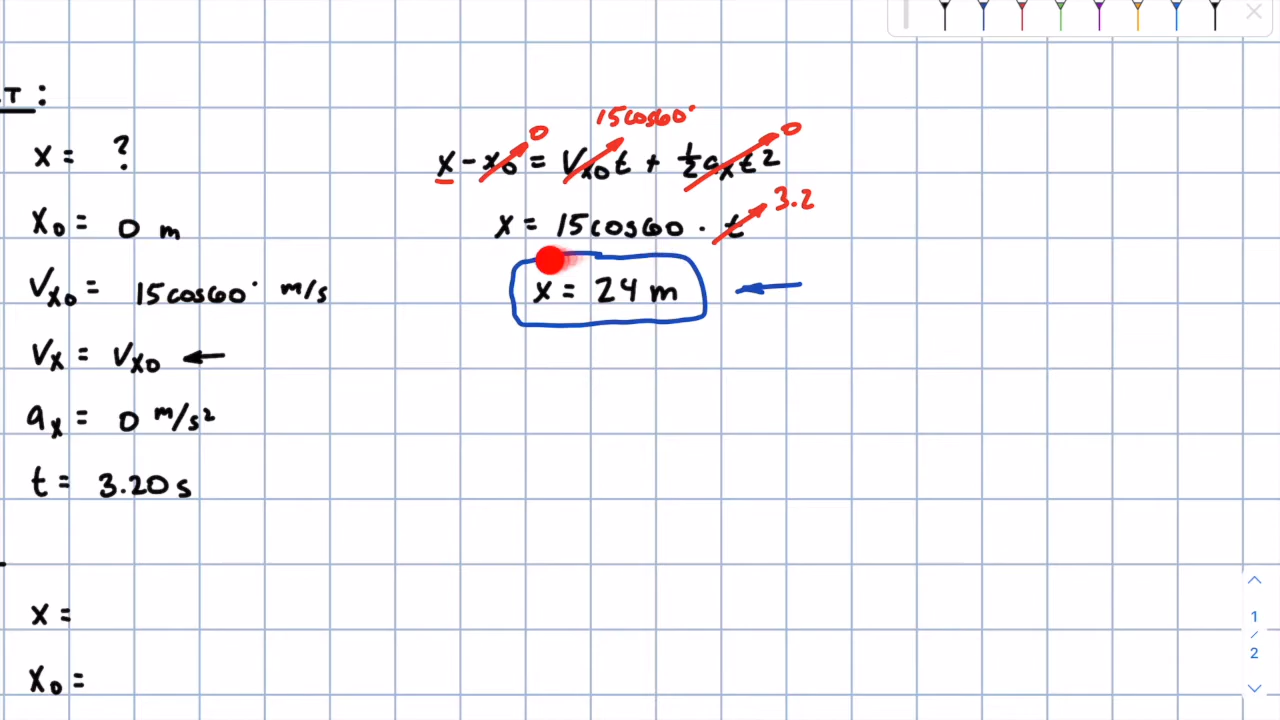 T :
x = ?
x₀ = 0 m
Vx₀ = 15cos60° m/s
Vx = Vx₀ ←
ax = 0 m/s²
t = 3.20 s
x =
x₀ =
0 15cos60° 0
x - x₀ = Vx₀t + ½axt²
3.2
x = 15cos60 · t
x = 24 m ←
1
/
2